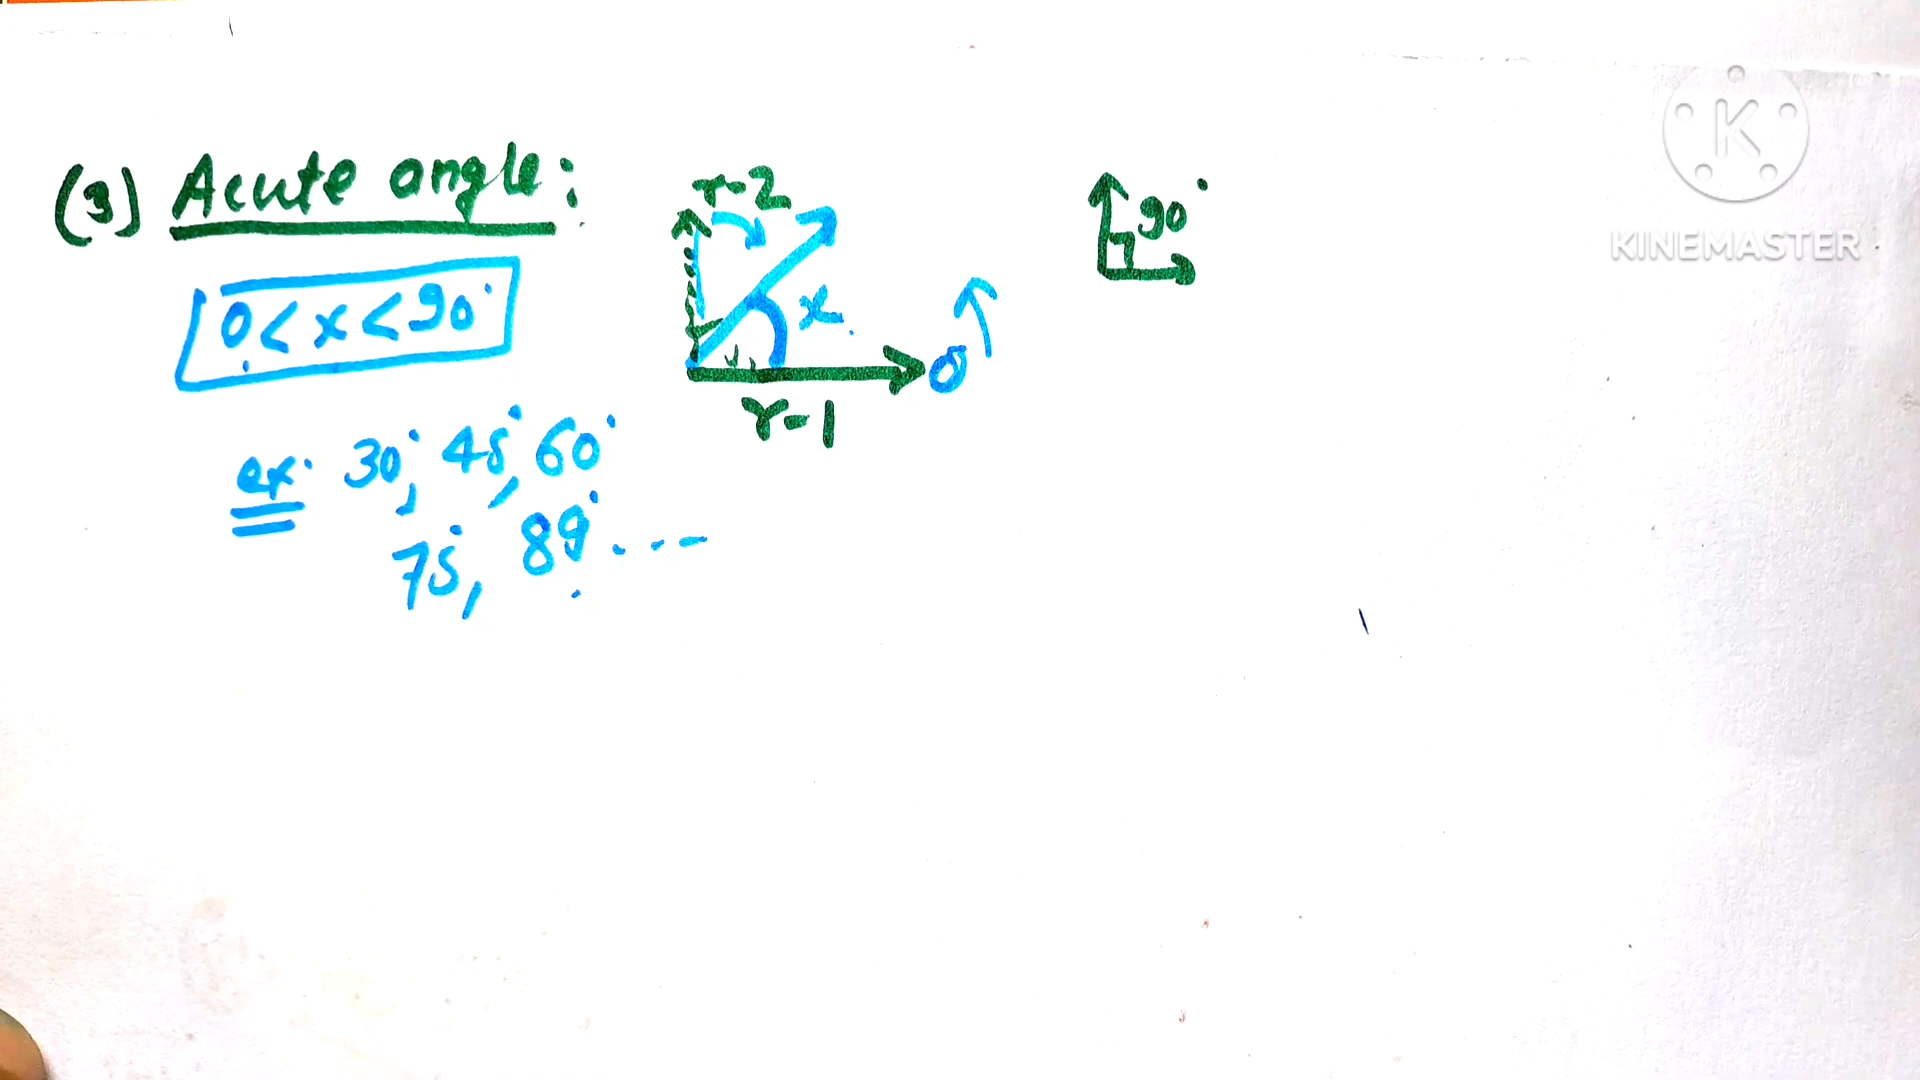 (3) Acute angle:
0 < x < 90°
ex: 30°, 45°, 60°
75°, 89° ...
r-2
x
0°
r-1
90°
KINEMASTER